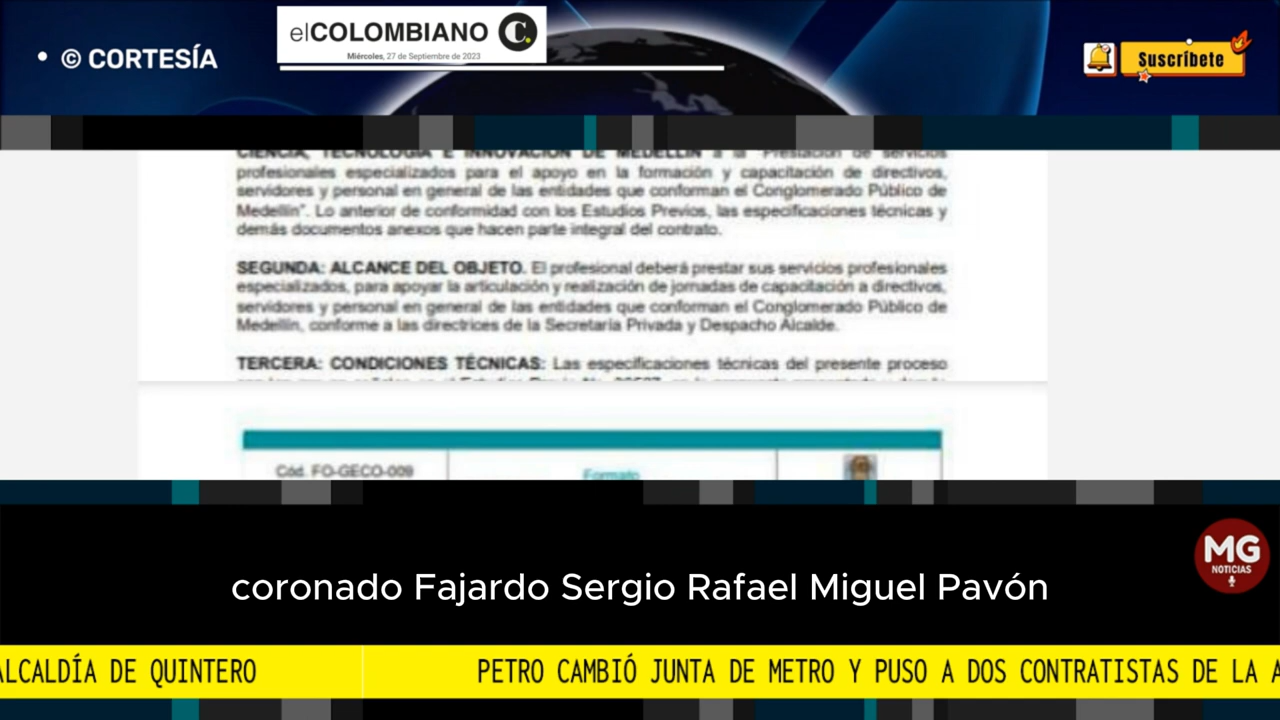 elCOLOMBIANO C
Miércoles, 27 de Septiembre de 2023
• © CORTESÍA
Suscríbete
CIENCIA, TECNOLOGÍA E INNOVACIÓN DE MEDELLÍN a la "Prestación de servicios
profesionales especializados para el apoyo en la formación y capacitación de directivos,
servidores y personal en general de las entidades que conforman el Conglomerado Público de
Medellín". Lo anterior de conformidad con los Estudios Previos, las especificaciones técnicas y
demás documentos anexos que hacen parte integral del contrato.
SEGUNDA: ALCANCE DEL OBJETO. El profesional deberá prestar sus servicios profesionales
especializados, para apoyar la articulación y realización de jornadas de capacitación a directivos,
servidores y personal en general de las entidades que conforman el Conglomerado Público de
Medellín, conforme a las directrices de la Secretaría Privada y Despacho Alcalde.
TERCERA: CONDICIONES TÉCNICAS: Las especificaciones técnicas del presente proceso
Cód. FO-GECO-009
Formato
MG
NOTICIAS
coronado Fajardo Sergio Rafael Miguel Pavón
ALCALDÍA DE QUINTERO PETRO CAMBIÓ JUNTA DE METRO Y PUSO A DOS CONTRATISTAS DE LA A